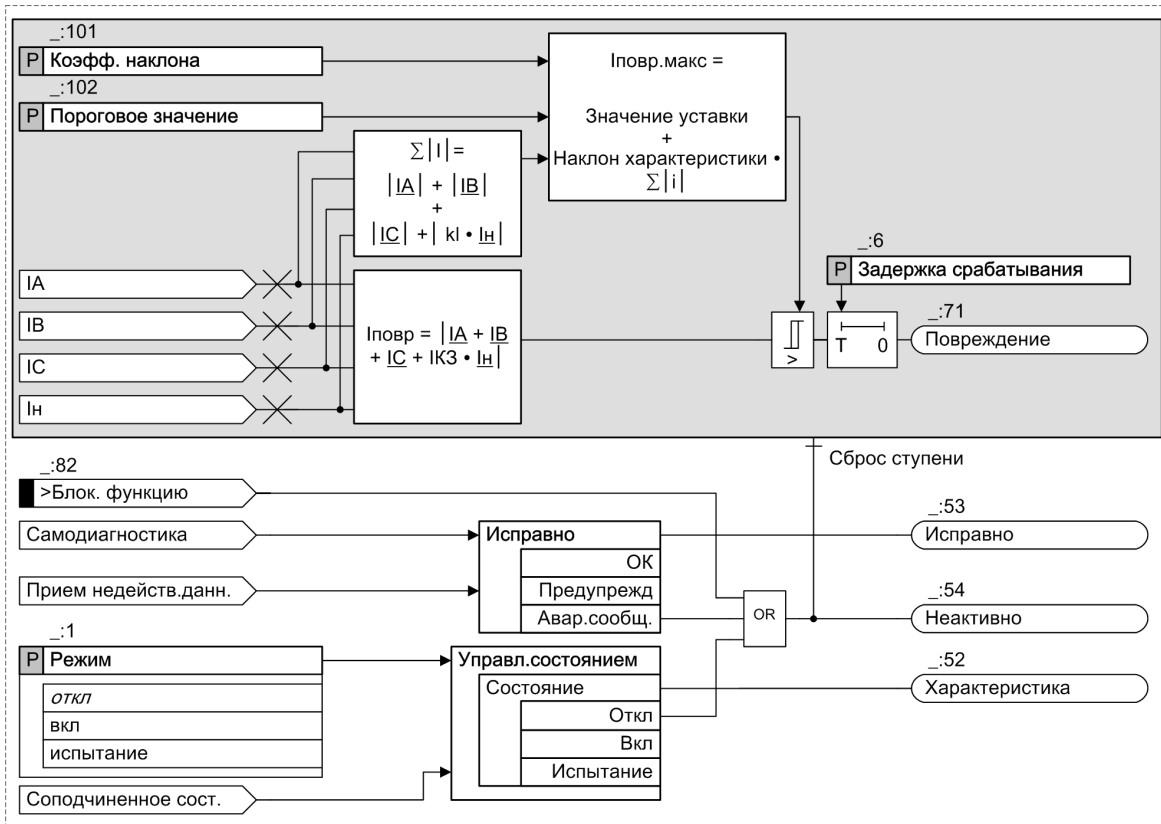 _:101
P Коэфф. наклона
_:102
P Пороговое значение
Iповр.макс =
Значение уставки
+
Наклон характеристики •
∑|i|
∑|I| =
|IA| + |IB|
+
|IC| + | kI • Iн|
IA
IB
IC
Iн
Iповр = |IA + IB
+ IC + IКЗ • Iн|
>
_:6
P Задержка срабатывания
T 0
_:71
Повреждение
Сброс ступени
_:82
>Блок. функцию
Самодиагностика
Прием недейств.данн.
Исправно
ОК
Предупрежд
Авар.сообщ.
OR
_:53
Исправно
_:54
Неактивно
_:52
Характеристика
_:1
P Режим
откл
вкл
испытание
Соподчиненное сост.
Управл.состоянием
Состояние
Откл
Вкл
Испытание